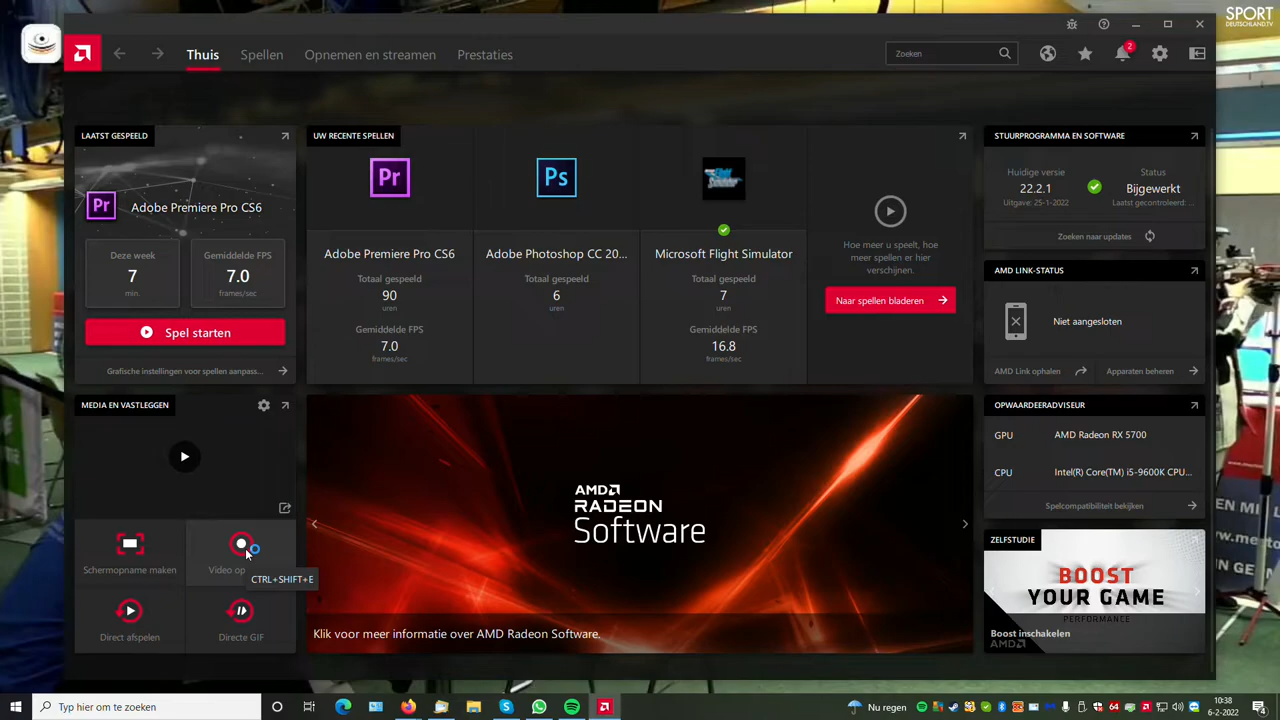 SPORT
DEUTSCHLAND.TV
Thuis
Spellen
Opnemen en streamen
Prestaties
Zoeken
2
LAATST GESPEELD
Pr
Adobe Premiere Pro CS6
Deze week
7
min.
Gemiddelde FPS
7.0
frames/sec
Spel starten
Grafische instellingen voor spellen aanpass...
UW RECENTE SPELLEN
Pr
Adobe Premiere Pro CS6
Totaal gespeeld
90
uren
Gemiddelde FPS
7.0
frames/sec
Ps
Adobe Photoshop CC 20...
Totaal gespeeld
6
uren
Microsoft Flight Simulator
Totaal gespeeld
7
uren
Gemiddelde FPS
16.8
frames/sec
Hoe meer u speelt, hoe
meer spellen er hier
verschijnen.
Naar spellen bladeren
STUURPROGRAMMA EN SOFTWARE
Huidige versie
22.2.1
Uitgave: 25-1-2022
Status
Bijgewerkt
Laatst gecontroleerd: ...
Zoeken naar updates
AMD LINK-STATUS
Niet aangesloten
AMD Link ophalen
Apparaten beheren
MEDIA EN VASTLEGGEN
Schermopname maken
Video op
CTRL+SHIFT+E
Direct afspelen
Directe GIF
AMD
RADEON
Software
Klik voor meer informatie over AMD Radeon Software.
OPWAARDEERADVISEUR
GPU
AMD Radeon RX 5700
CPU
Intel(R) Core(TM) i5-9600K CPU...
Spelcompatibiliteit bekijken
ZELFSTUDIE
BOOST
YOUR GAME
PERFORMANCE
Boost inschakelen
AMD
Typ hier om te zoeken
Nu regen
64
10:38
6-2-2022
4